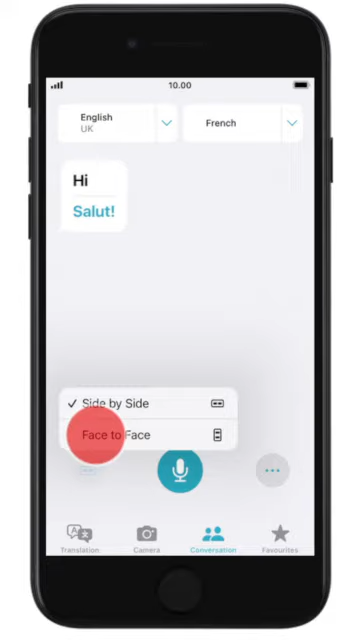 10.00
English
UK
French
Hi
Salut!
Side by Side
Face to Face
Translation
Camera
Conversation
Favourites